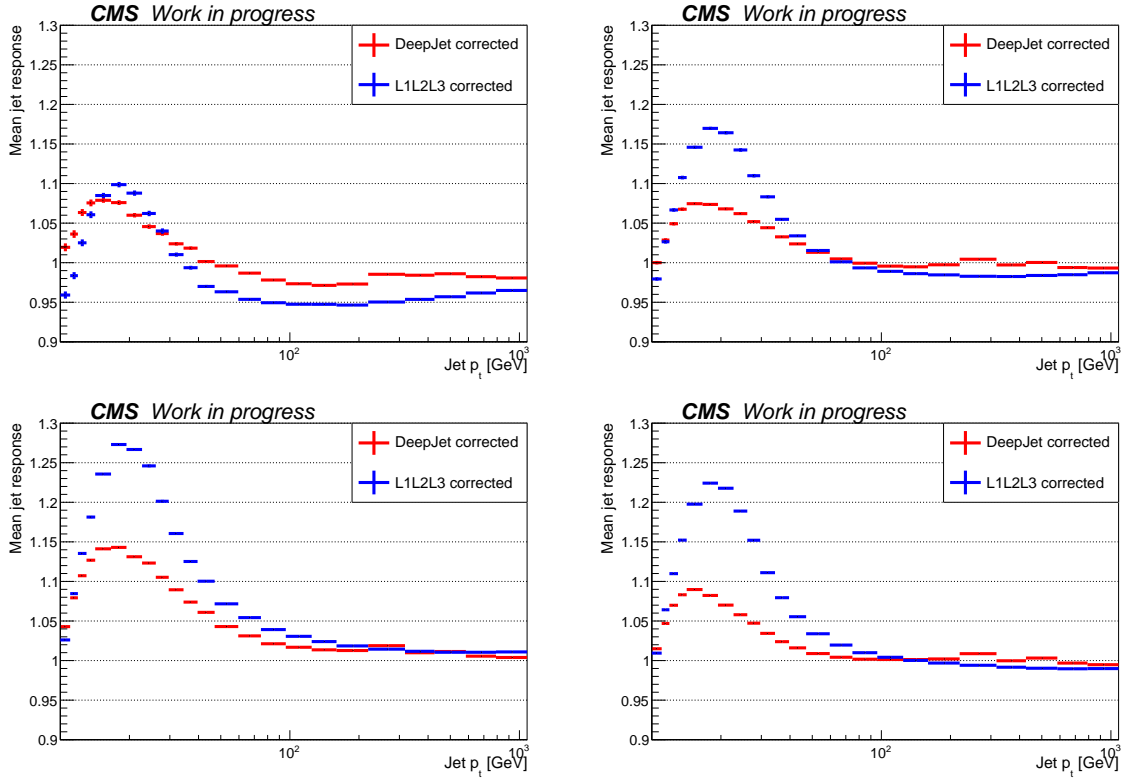 CMS Work in progress
Mean jet response
1.3
1.25
1.2
1.15
1.1
1.05
1
0.95
0.9
DeepJet corrected
L1L2L3 corrected
10²
10³
Jet p_t [GeV]
CMS Work in progress
Mean jet response
1.3
1.25
1.2
1.15
1.1
1.05
1
0.95
0.9
DeepJet corrected
L1L2L3 corrected
10²
10³
Jet p_t [GeV]
CMS Work in progress
Mean jet response
1.3
1.25
1.2
1.15
1.1
1.05
1
0.95
0.9
DeepJet corrected
L1L2L3 corrected
10²
10³
Jet p_t [GeV]
CMS Work in progress
Mean jet response
1.3
1.25
1.2
1.15
1.1
1.05
1
0.95
0.9
DeepJet corrected
L1L2L3 corrected
10²
10³
Jet p_t [GeV]